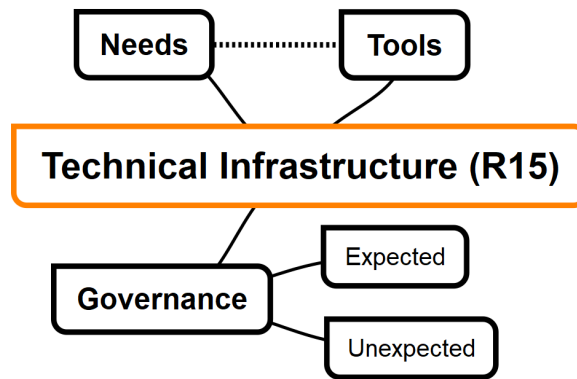 Needs
Tools
Technical Infrastructure (R15)
Expected
Governance
Unexpected